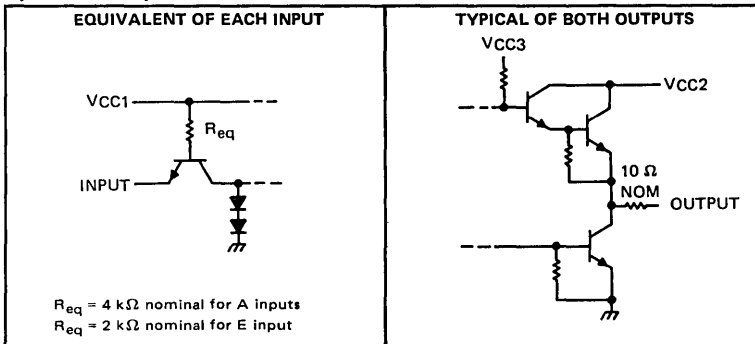 EQUIVALENT OF EACH INPUT
VCC1
Req
INPUT
Req = 4 kΩ nominal for A inputs
Req = 2 kΩ nominal for E input
TYPICAL OF BOTH OUTPUTS
VCC3
VCC2
10 Ω
NOM
OUTPUT